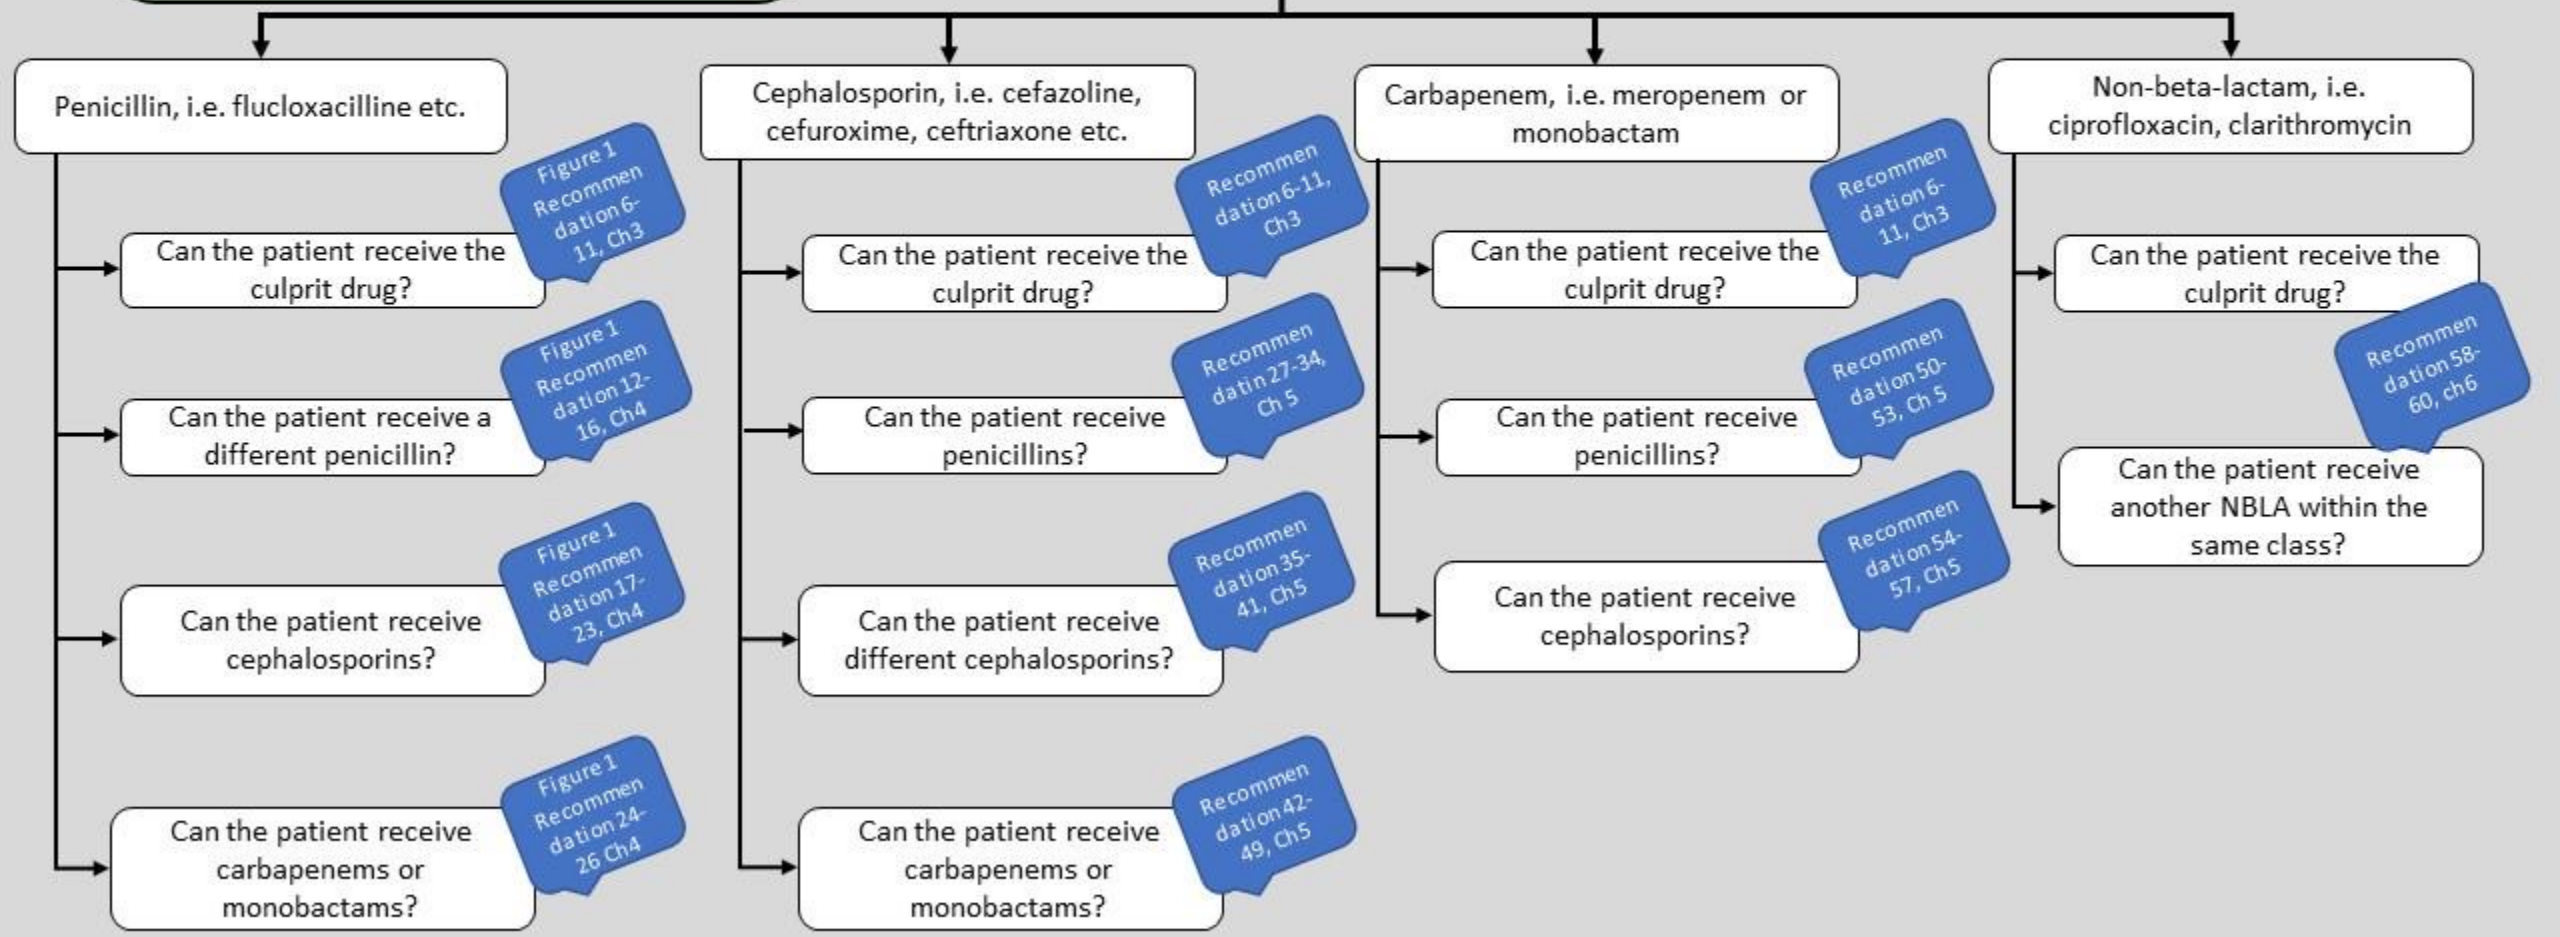 Penicillin, i.e. flucloxacilline etc.
Figure 1
Recommen
dation 6-
11, Ch3
Can the patient receive the
culprit drug?
Figure 1
Recommen
dation 12-
16, Ch4
Can the patient receive a
different penicillin?
Figure 1
Recommen
dation 17-
23, Ch4
Can the patient receive
cephalosporins?
Figure 1
Recommen
dation 24-
26 Ch4
Can the patient receive
carbapenems or
monobactams?
Cephalosporin, i.e. cefazoline,
cefuroxime, ceftriaxone etc.
Recommen
dation 6-11,
Ch3
Can the patient receive the
culprit drug?
Recommen
datin 27-34,
Ch 5
Can the patient receive
penicillins?
Recommen
dation 35-
41, Ch5
Can the patient receive
different cephalosporins?
Recommen
dation 42-
49, Ch5
Can the patient receive
carbapenems or
monobactams?
Carbapenem, i.e. meropenem or
monobactam
Recommen
dation 6-
11, Ch3
Can the patient receive the
culprit drug?
Recommen
dation 50-
53, Ch 5
Can the patient receive
penicillins?
Recommen
dation 54-
57, Ch5
Can the patient receive
cephalosporins?
Non-beta-lactam, i.e.
ciprofloxacin, clarithromycin
Can the patient receive the
culprit drug?
Recommen
dation 58-
60, ch6
Can the patient receive
another NBLA within the
same class?